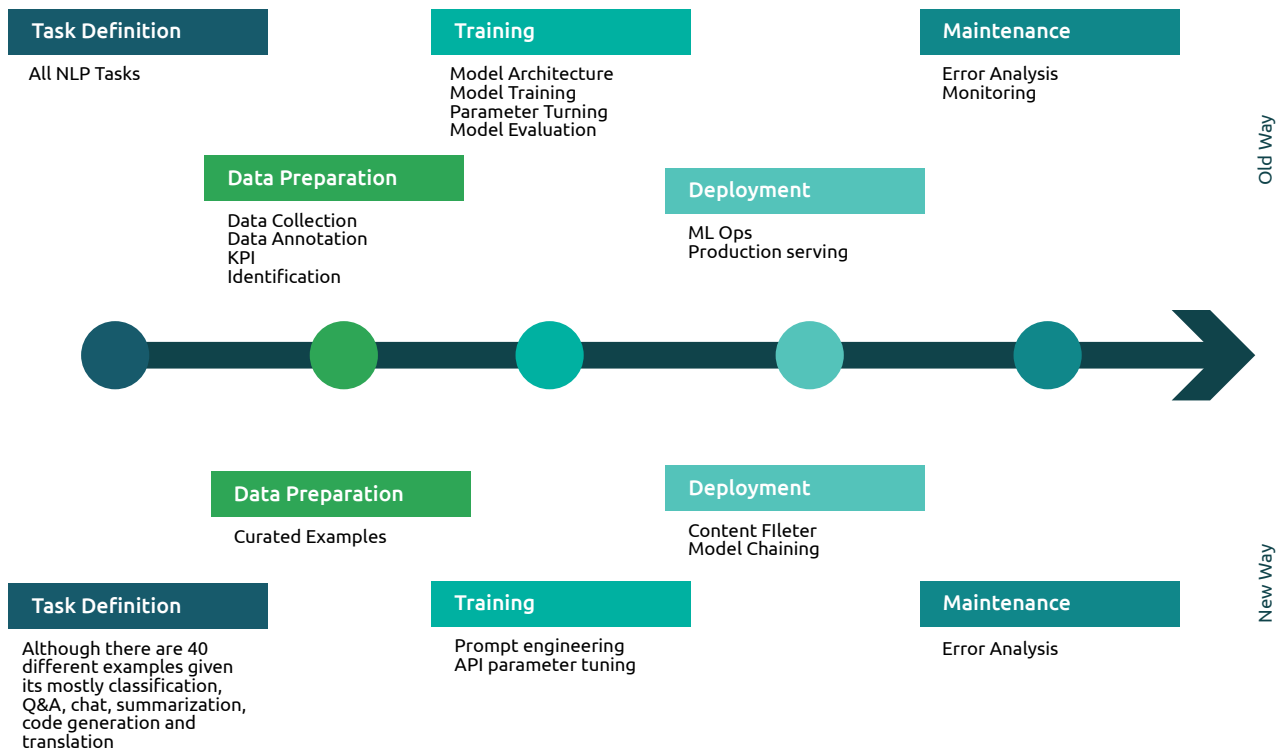 Task Definition
All NLP Tasks
Training
Model Architecture
Model Training
Parameter Turning
Model Evaluation
Maintenance
Error Analysis
Monitoring
Old Way
Data Preparation
Data Collection
Data Annotation
KPI
Identification
Deployment
ML Ops
Production serving
Data Preparation
Curated Examples
Deployment
Content FIleter
Model Chaining
New Way
Task Definition
Although there are 40
different examples given
its mostly classification,
Q&A, chat, summarization,
code generation and
translation
Training
Prompt engineering
API parameter tuning
Maintenance
Error Analysis